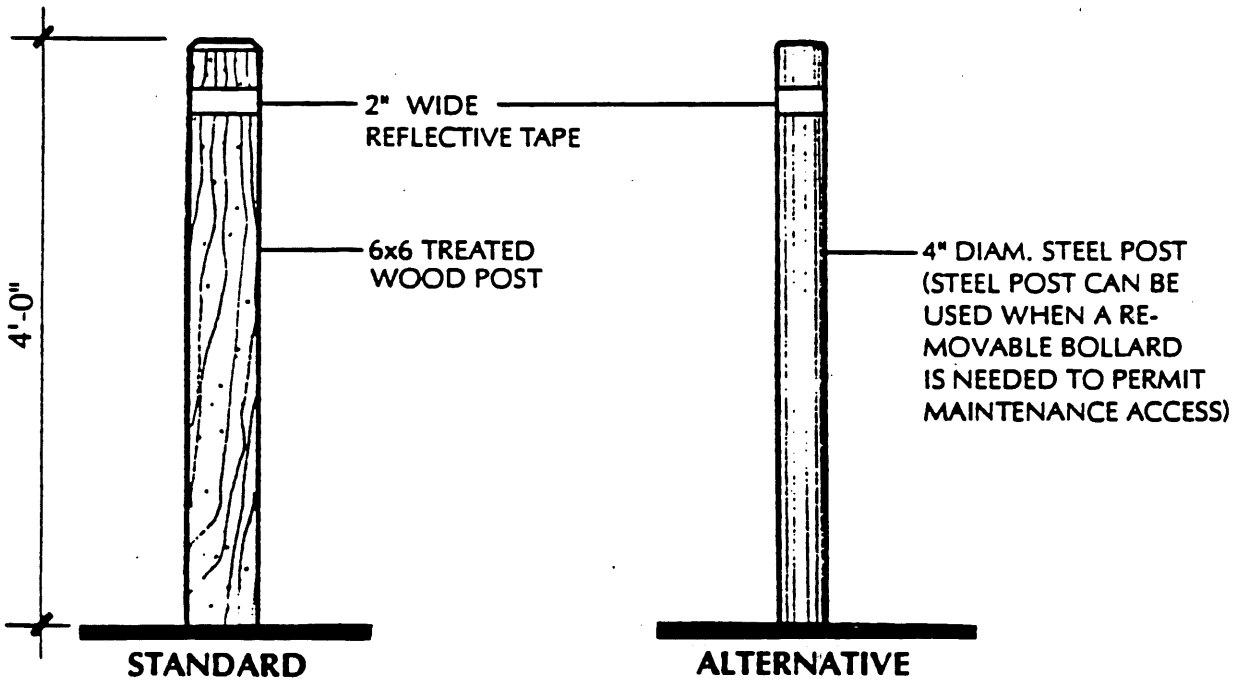 4'-0"
2" WIDE
REFLECTIVE TAPE
6x6 TREATED
WOOD POST
4" DIAM. STEEL POST
(STEEL POST CAN BE
USED WHEN A RE-
MOVABLE BOLLARD
IS NEEDED TO PERMIT
MAINTENANCE ACCESS)
STANDARD
ALTERNATIVE